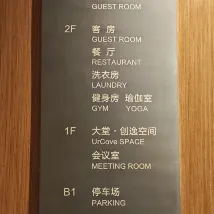 GUEST ROOM
2F 客房
GUEST ROOM
餐厅
RESTAURANT
洗衣房
LAUNDRY
健身房 瑜伽室
GYM YOGA
1F 大堂·创逸空间
UrCove SPACE
会议室
MEETING ROOM
B1 停车场
PARKING